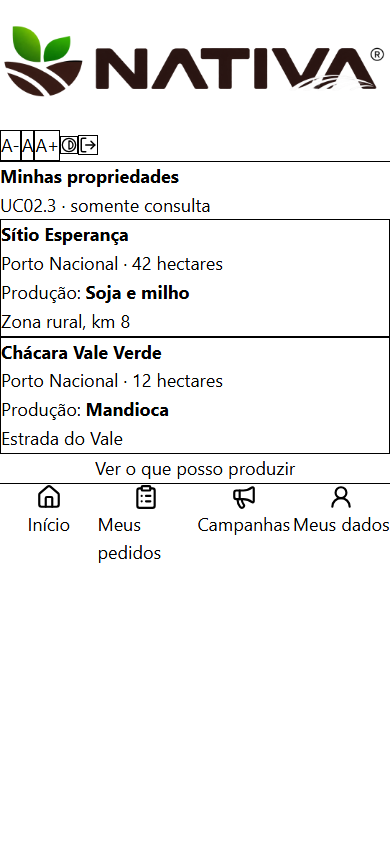 NATIVA®
A- A A+
Minhas propriedades
UC02.3 · somente consulta
Sítio Esperança
Porto Nacional · 42 hectares
Produção: Soja e milho
Zona rural, km 8
Chácara Vale Verde
Porto Nacional · 12 hectares
Produção: Mandioca
Estrada do Vale
Ver o que posso produzir
Início
Meus
pedidos
Campanhas
Meus dados